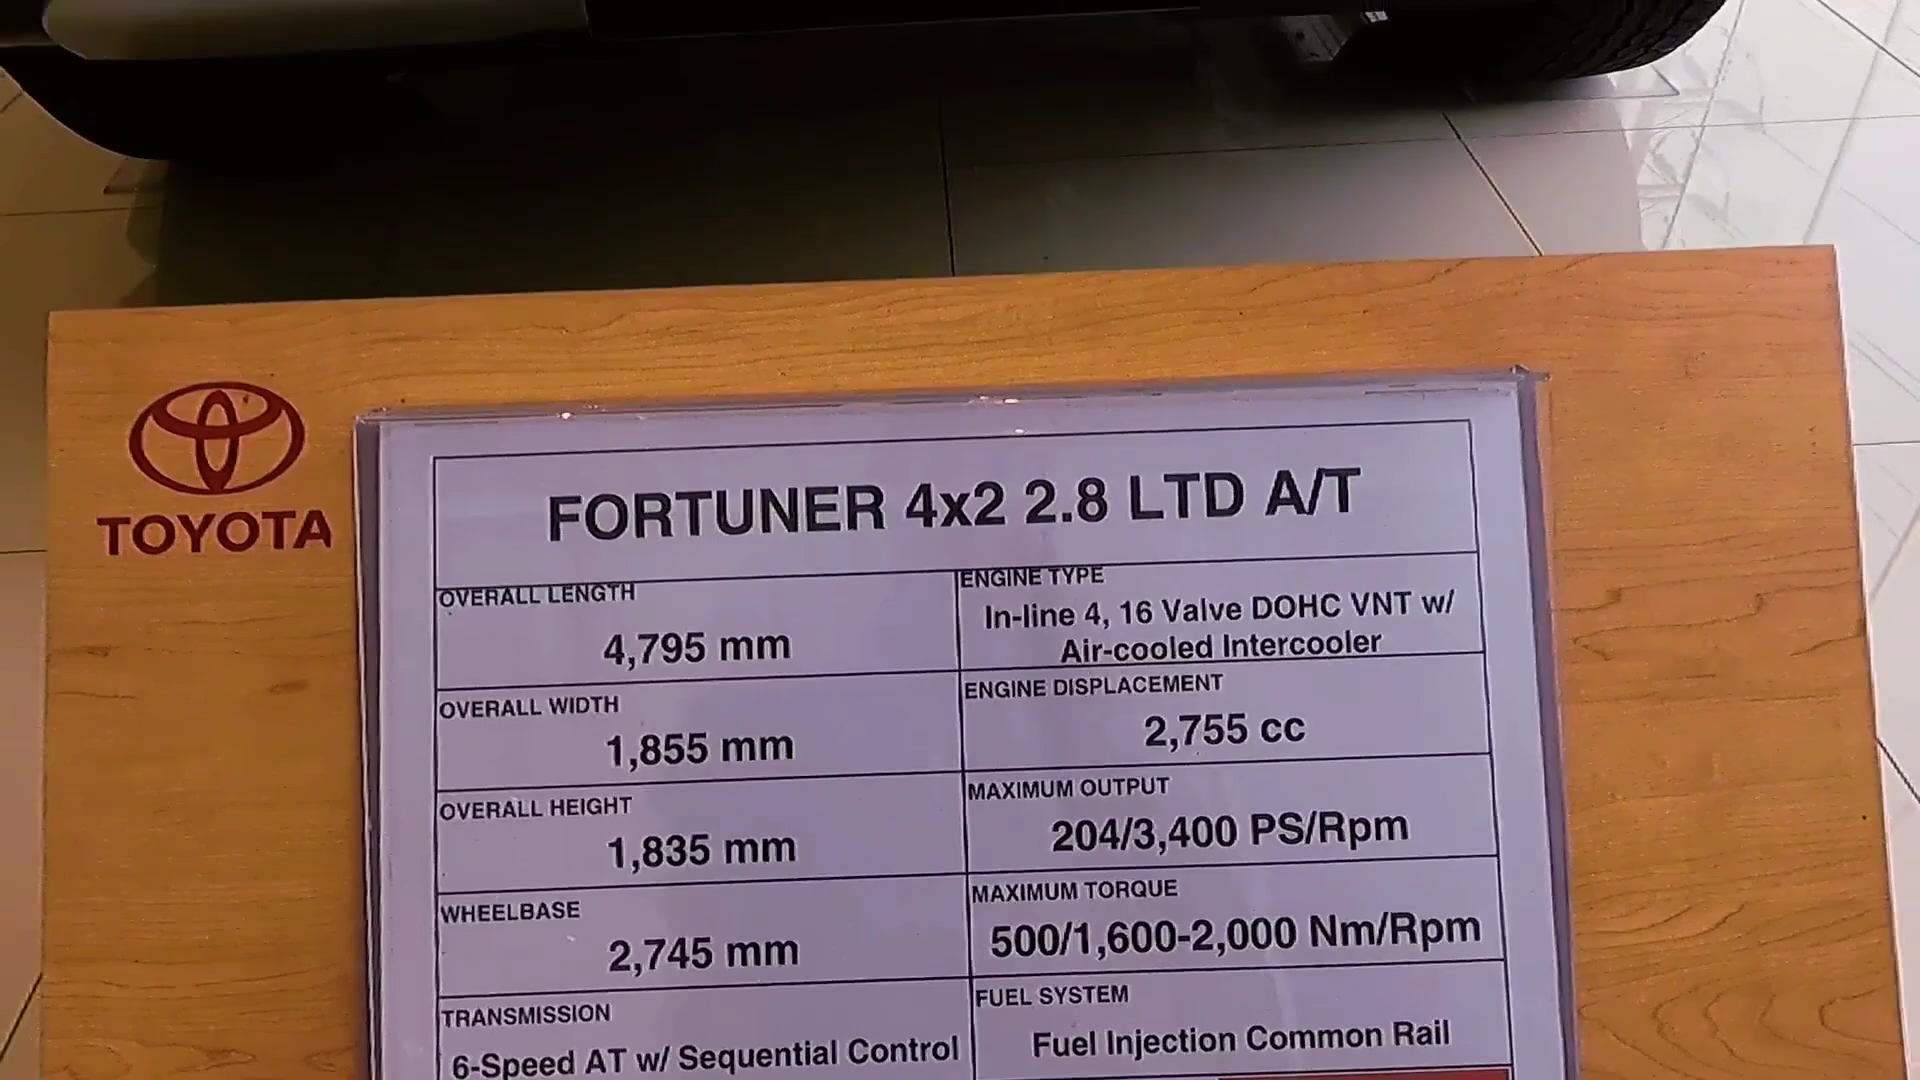 TOYOTA
FORTUNER 4x2 2.8 LTD A/T
OVERALL LENGTH
4,795 mm
ENGINE TYPE
In-line 4, 16 Valve DOHC VNT w/
Air-cooled Intercooler
OVERALL WIDTH
1,855 mm
ENGINE DISPLACEMENT
2,755 cc
OVERALL HEIGHT
1,835 mm
MAXIMUM OUTPUT
204/3,400 PS/Rpm
WHEELBASE
2,745 mm
MAXIMUM TORQUE
500/1,600-2,000 Nm/Rpm
TRANSMISSION
6-Speed AT w/ Sequential Control
FUEL SYSTEM
Fuel Injection Common Rail